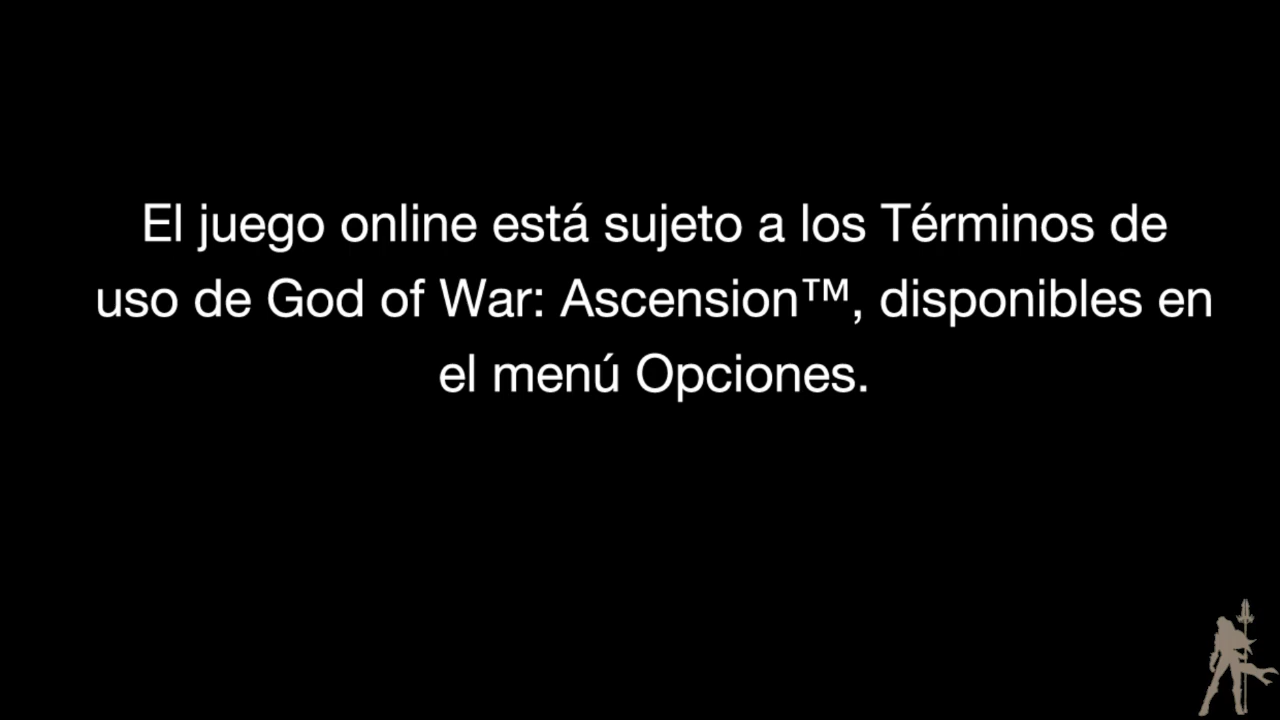 El juego online está sujeto a los Términos de
uso de God of War: Ascension™, disponibles en
el menú Opciones.